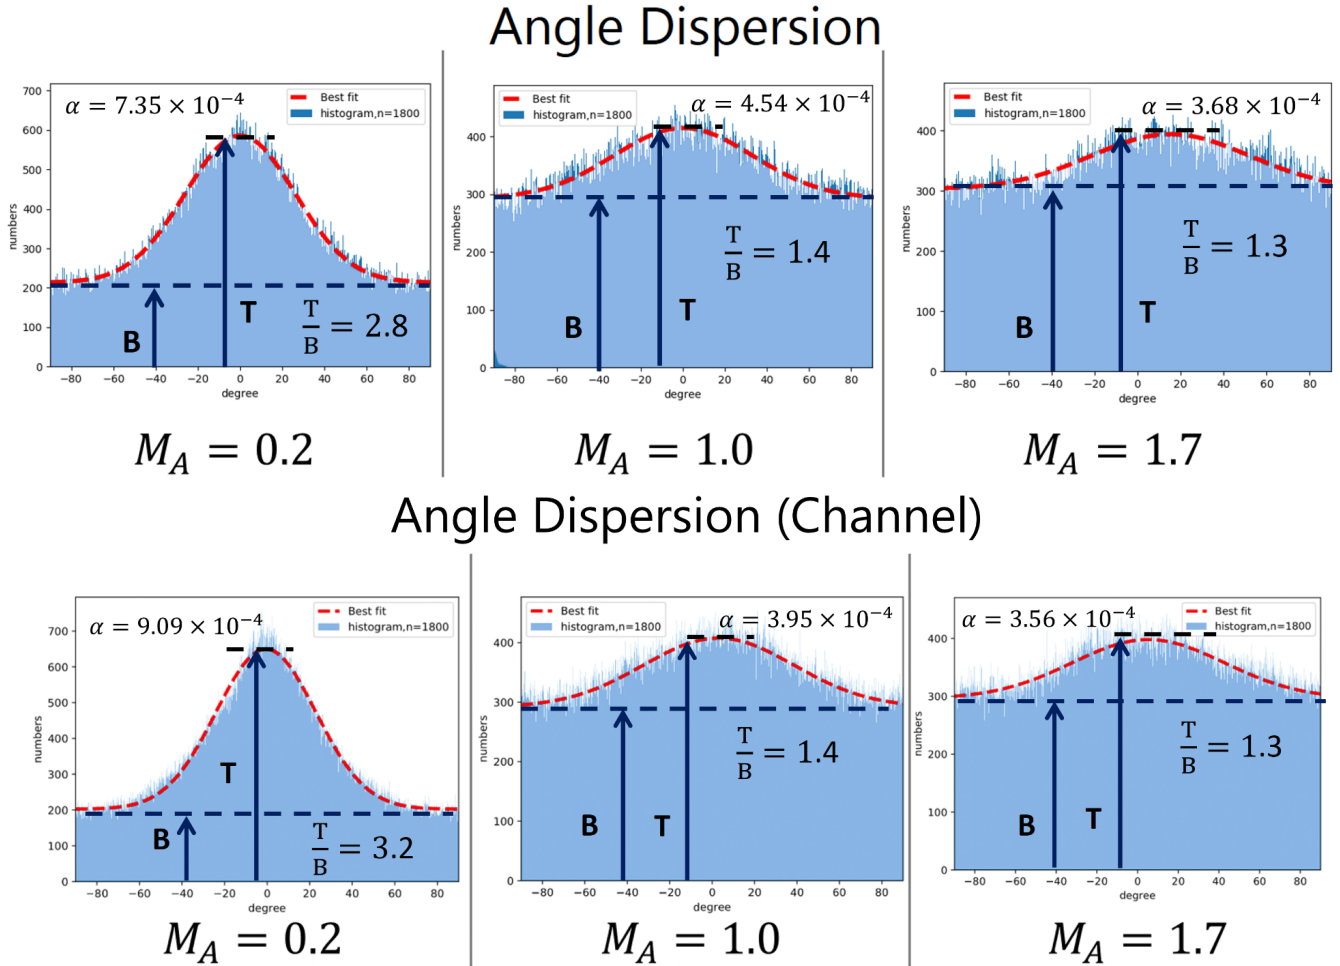 Angle Dispersion
α = 7.35 × 10⁻⁴
Best fit
histogram,n=1800
700
600
500
400
300
200
100
0
numbers
B
T
T/B = 2.8
−80 −60 −40 −20 0 20 40 60 80
degree
M_A = 0.2
α = 4.54 × 10⁻⁴
Best fit
histogram,n=1800
400
300
200
100
0
numbers
B
T
T/B = 1.4
−80 −60 −40 −20 0 20 40 60 80
degree
M_A = 1.0
α = 3.68 × 10⁻⁴
Best fit
histogram,n=1800
400
300
200
100
0
numbers
B
T
T/B = 1.3
−80 −60 −40 −20 0 20 40 60 80
degree
M_A = 1.7
Angle Dispersion (Channel)
α = 9.09 × 10⁻⁴
Best fit
histogram,n=1800
700
600
500
400
300
200
100
0
numbers
T
B
T/B = 3.2
−80 −60 −40 −20 0 20 40 60 80
degree
M_A = 0.2
α = 3.95 × 10⁻⁴
Best fit
histogram,n=1800
400
300
200
100
0
numbers
B
T
T/B = 1.4
−80 −60 −40 −20 0 20 40 60 80
degree
M_A = 1.0
α = 3.56 × 10⁻⁴
Best fit
histogram,n=1800
400
300
200
100
0
numbers
B
T
T/B = 1.3
−80 −60 −40 −20 0 20 40 60 80
degree
M_A = 1.7